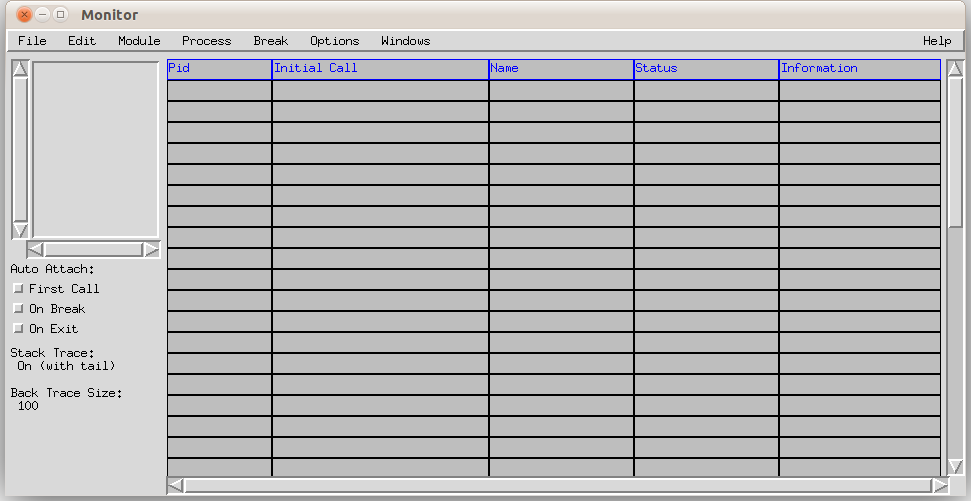 Monitor
File Edit Module Process Break Options Windows Help
Pid Initial Call Name Status Information
Auto Attach:
First Call
On Break
On Exit
Stack Trace:
On (with tail)
Back Trace Size:
100